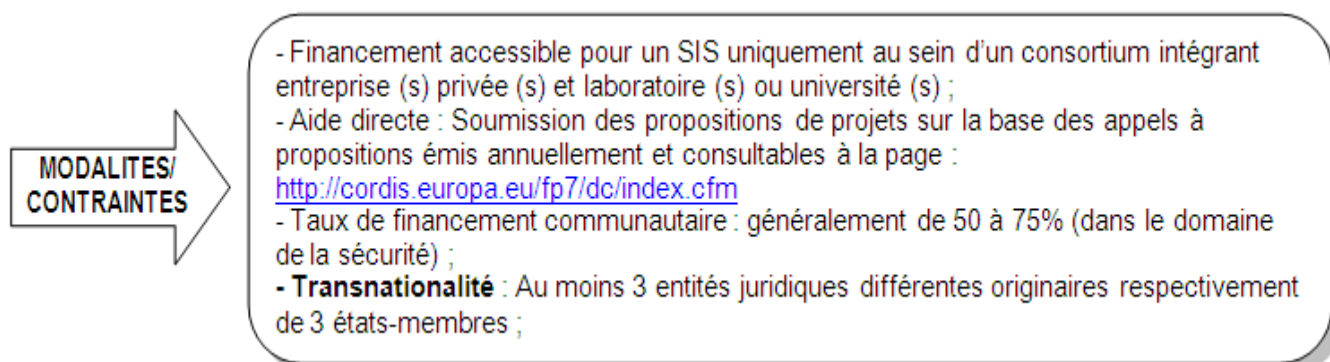 MODALITES/
CONTRAINTES
- Financement accessible pour un SIS uniquement au sein d’un consortium intégrant
entreprise (s) privée (s) et laboratoire (s) ou université (s) ;
- Aide directe : Soumission des propositions de projets sur la base des appels à
propositions émis annuellement et consultables à la page :
http://cordis.europa.eu/fp7/dc/index.cfm
- Taux de financement communautaire : généralement de 50 à 75% (dans le domaine
de la sécurité) ;
- Transnationalité : Au moins 3 entités juridiques différentes originaires respectivement
de 3 états-membres ;